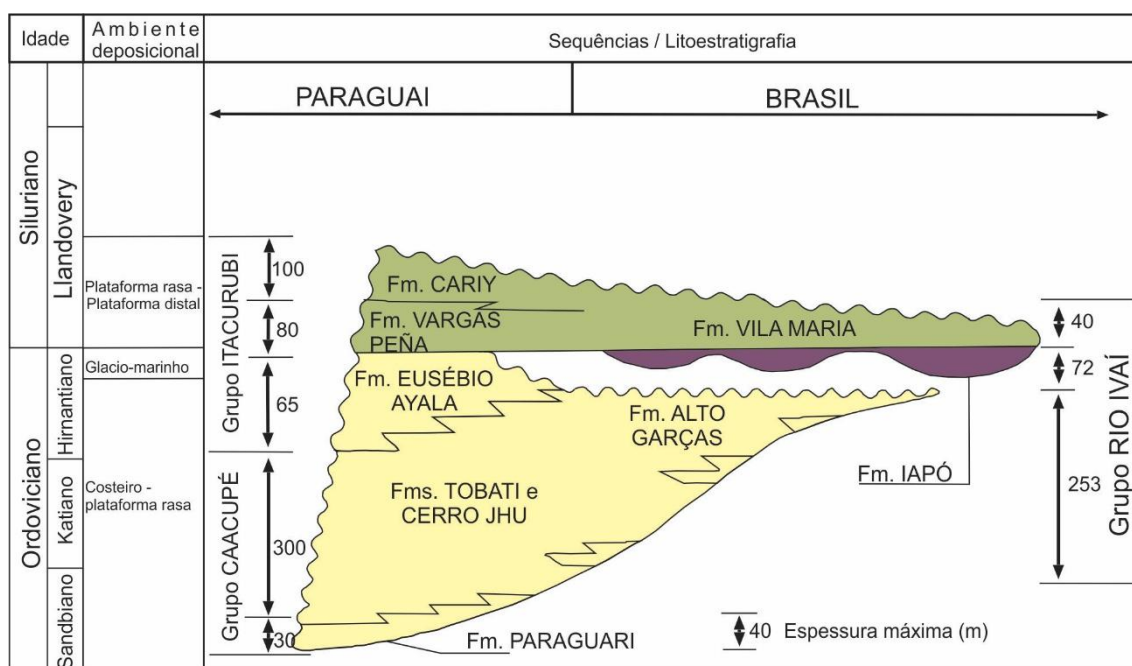 Idade
Ambiente
deposicional
Sequências / Litoestratigrafia
PARAGUAI
BRASIL
Siluriano
Llandovery
Plataforma rasa -
Plataforma distal
Grupo ITACURUBI
100
Fm. CARIY
80
Fm. VARGAS
PEÑA
Fm. VILA MARIA
40
Ordoviciano
Hirnantiano
Glacio-marinho
65
Fm. EUSÉBIO
AYALA
72
Fm. ALTO
GARÇAS
Fm. IAPÓ
Grupo RIO IVAÍ
253
Katiano
Costeiro -
plataforma rasa
Grupo CAACUPÉ
300
Fms. TOBATI e
CERRO JHU
Sandbiano
30
Fm. PARAGUARI
40 Espessura máxima (m)